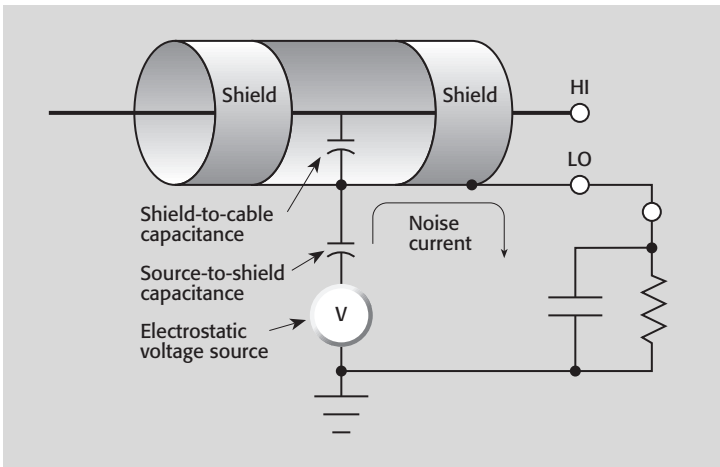 Shield
Shield
HI
LO
Shield-to-cable
capacitance
Noise
current
Source-to-shield
capacitance
V
Electrostatic
voltage source